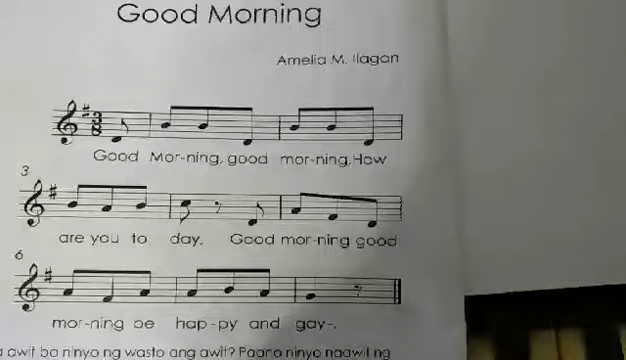 Good Morning
Amelia M. Ilagan
3
8
Good Mor-ning, good mor-ning, How
3
are you to day, Good mor-ning good
6
mor-ning be hap-py and gay-.
awit ba ninyo ng wasto ang awit? Paano ninyo naawit ng